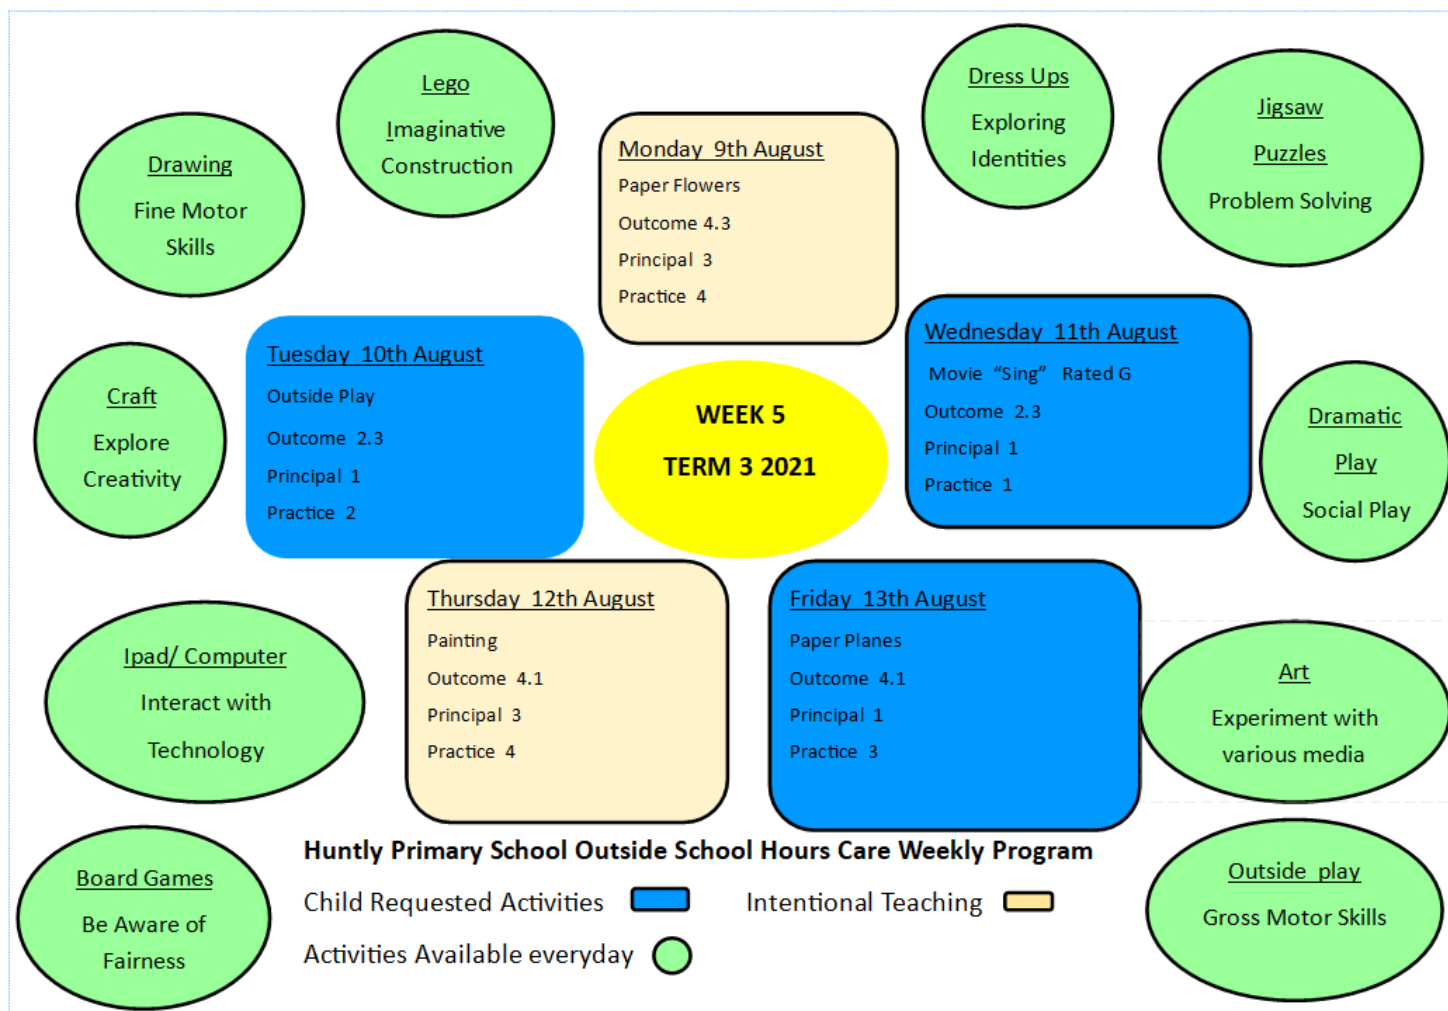 Lego
Imaginative
Construction
Dress Ups
Exploring
Identities
Jigsaw
Puzzles
Problem Solving
Drawing
Fine Motor
Skills
Monday 9th August
Paper Flowers
Outcome 4.3
Principal 3
Practice 4
Craft
Explore
Creativity
Tuesday 10th August
Outside Play
Outcome 2.3
Principal 1
Practice 2
WEEK 5
TERM 3 2021
Wednesday 11th August
Movie "Sing" Rated G
Outcome 2.3
Principal 1
Practice 1
Dramatic
Play
Social Play
Ipad/ Computer
Interact with
Technology
Thursday 12th August
Painting
Outcome 4.1
Principal 3
Practice 4
Friday 13th August
Paper Planes
Outcome 4.1
Principal 1
Practice 3
Art
Experiment with
various media
Board Games
Be Aware of
Fairness
Huntly Primary School Outside School Hours Care Weekly Program
Child Requested Activities
Intentional Teaching
Activities Available everyday
Outside play
Gross Motor Skills